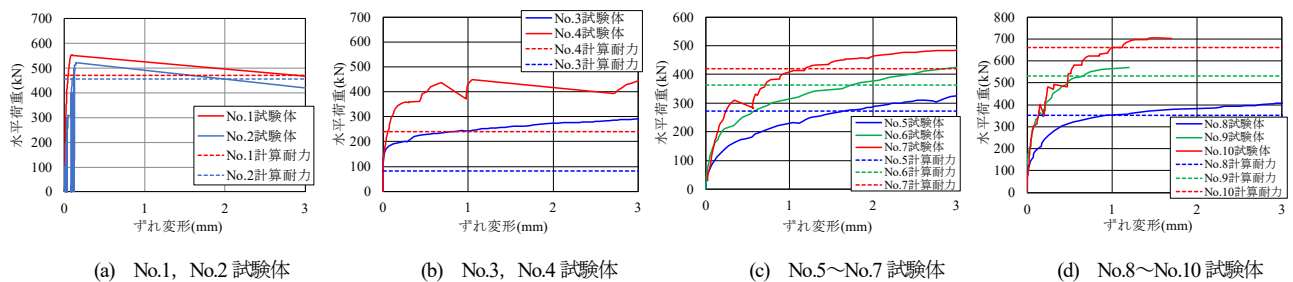 水平荷重(kN)
700
600
500
400
300
200
100
0
0 1 2 3
ずれ変形(mm)
No.1試験体
No.2試験体
No.1計算耐力
No.2計算耐力
(a) No.1，No.2 試験体
水平荷重(kN)
700
600
500
400
300
200
100
0
0 1 2 3
ずれ変形(mm)
No.3試験体
No.4試験体
No.4計算耐力
No.3計算耐力
(b) No.3，No.4 試験体
水平荷重(kN)
600
500
400
300
200
100
0
0 1 2 3
ずれ変形(mm)
No.5試験体
No.6試験体
No.7試験体
No.5計算耐力
No.6計算耐力
No.7計算耐力
(c) No.5～No.7 試験体
水平荷重(kN)
800
700
600
500
400
300
200
100
0
0 1 2 3
ずれ変形(mm)
No.8試験体
No.9試験体
No.10試験体
No.8計算耐力
No.9計算耐力
No.10計算耐力
(d) No.8～No.10 試験体